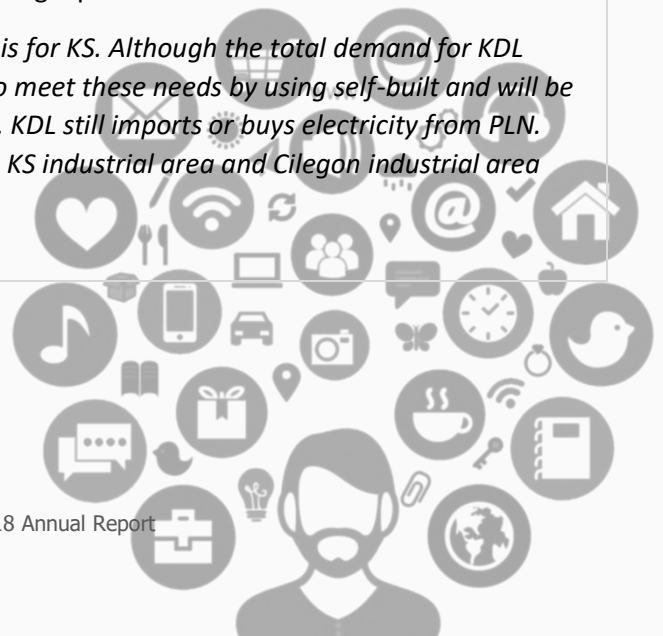 is for KS. Although the total demand for KDL
o meet these needs by using self-built and will be
. KDL still imports or buys electricity from PLN.
KS industrial area and Cilegon industrial area
@
8 Annual Report